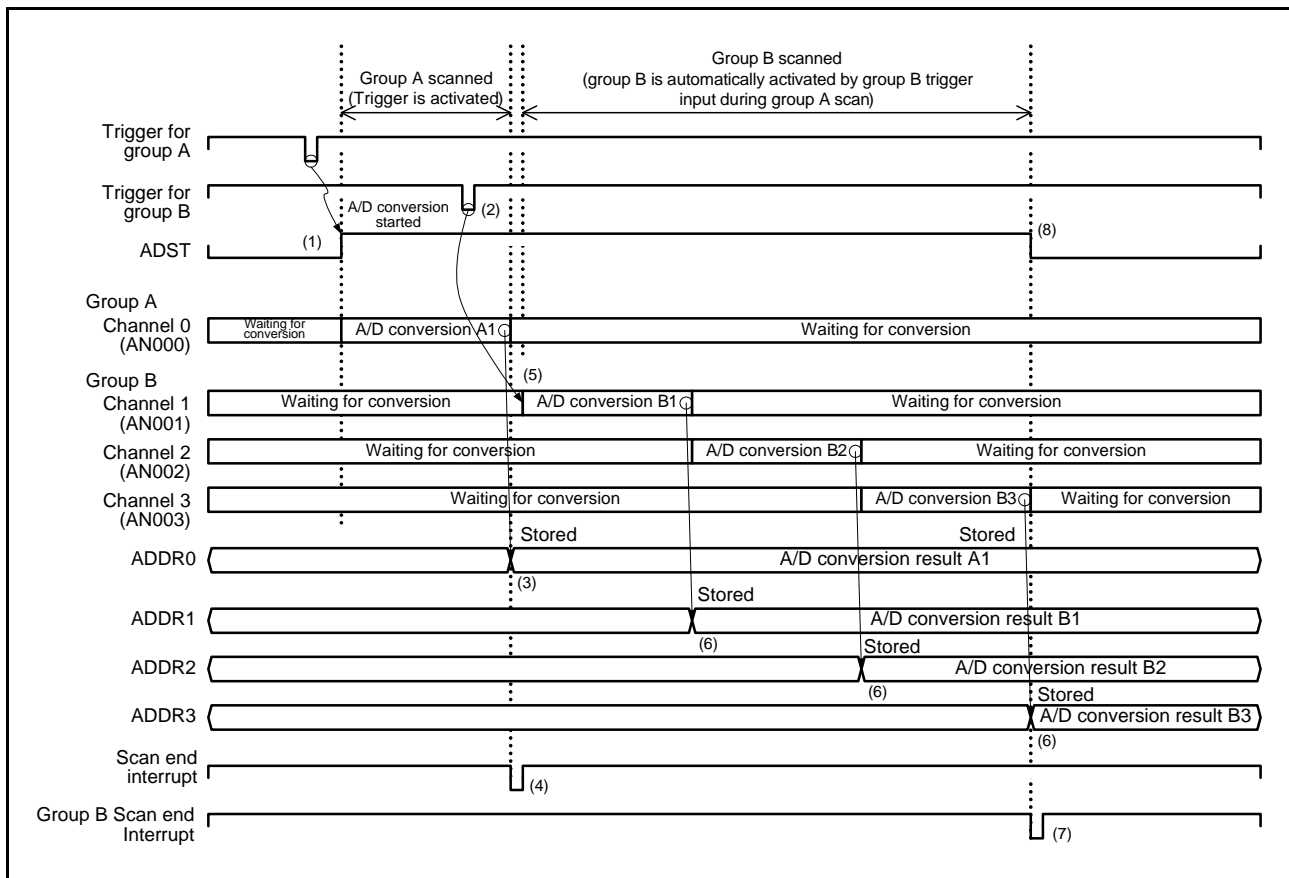 Group A scanned
(Trigger is activated)
Group B scanned
(group B is automatically activated by group B trigger
input during group A scan)
Trigger for
group A
Trigger for
group B
A/D conversion
started
(2)
ADST
(1)
(8)
Group A
Channel 0
(AN000)
Waiting for
conversion
A/D conversion A1
Waiting for conversion
(5)
Group B
Channel 1
(AN001)
Waiting for conversion
A/D conversion B1
Waiting for conversion
Channel 2
(AN002)
Waiting for conversion
A/D conversion B2
Waiting for conversion
Channel 3
(AN003)
Waiting for conversion
A/D conversion B3
Waiting for conversion
Stored
Stored
ADDR0
A/D conversion result A1
(3)
Stored
ADDR1
A/D conversion result B1
(6)
Stored
ADDR2
A/D conversion result B2
(6)
Stored
ADDR3
A/D conversion result B3
(6)
Scan end
interrupt
(4)
Group B Scan end
Interrupt
(7)